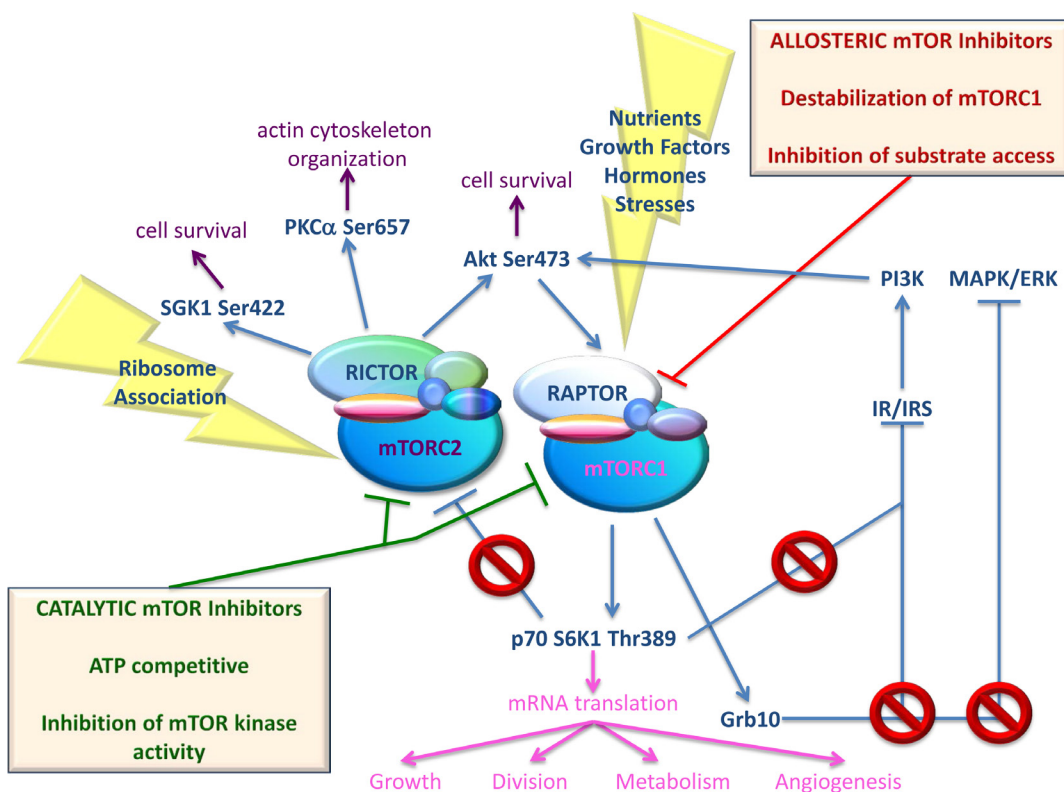 ALLOSTERIC mTOR Inhibitors
Destabilization of mTORC1
Inhibition of substrate access
Nutrients
Growth Factors
Hormones
Stresses
actin cytoskeleton
organization
cell survival
cell survival
PKCα Ser657
Akt Ser473
PI3K
MAPK/ERK
SGK1 Ser422
Ribosome
Association
RICTOR
RAPTOR
IR/IRS
mTORC2
mTORC1
CATALYTIC mTOR Inhibitors
ATP competitive
Inhibition of mTOR kinase
activity
p70 S6K1 Thr389
mRNA translation
Grb10
Growth
Division
Metabolism
Angiogenesis